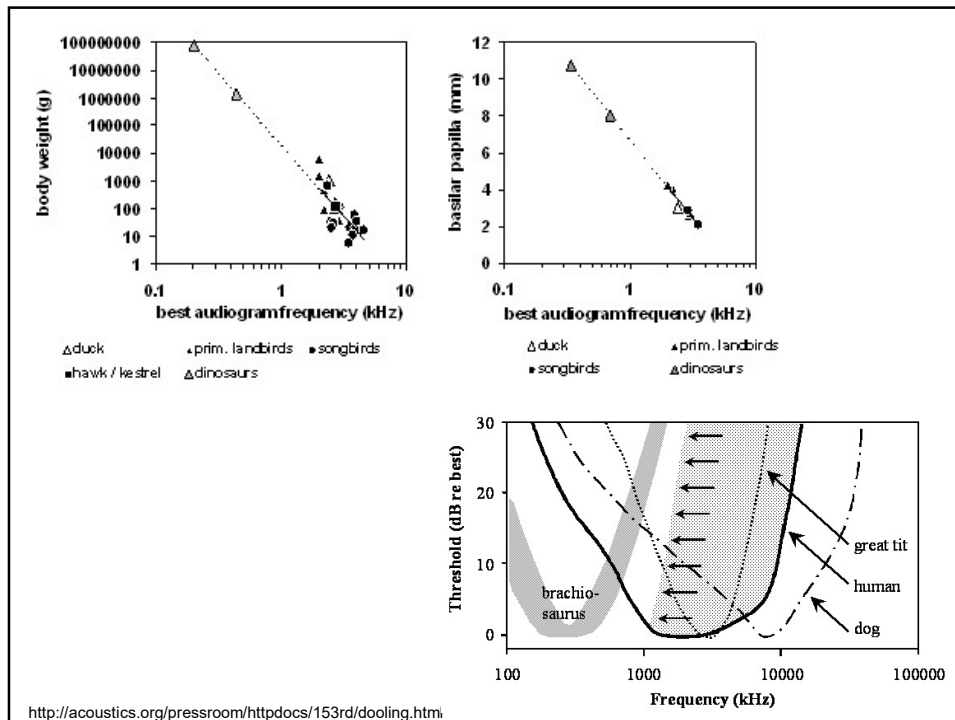 100000000
10000000
1000000
100000
10000
1000
100
10
1
body weight (g)
0.1 1 10
best audiogram frequency (kHz)
duck prim. landbirds songbirds
hawk / kestrel dinosaurs
12
10
8
6
4
2
0
basilar papilla (mm)
0.1 1 10
best audiogram frequency (kHz)
duck prim. landbirds
songbirds dinosaurs
30
20
10
0
Threshold (dB re best)
brachio-
saurus
great tit
human
dog
100 1000 10000 100000
Frequency (kHz)
http://acoustics.org/pressroom/httpdocs/153rd/dooling.html